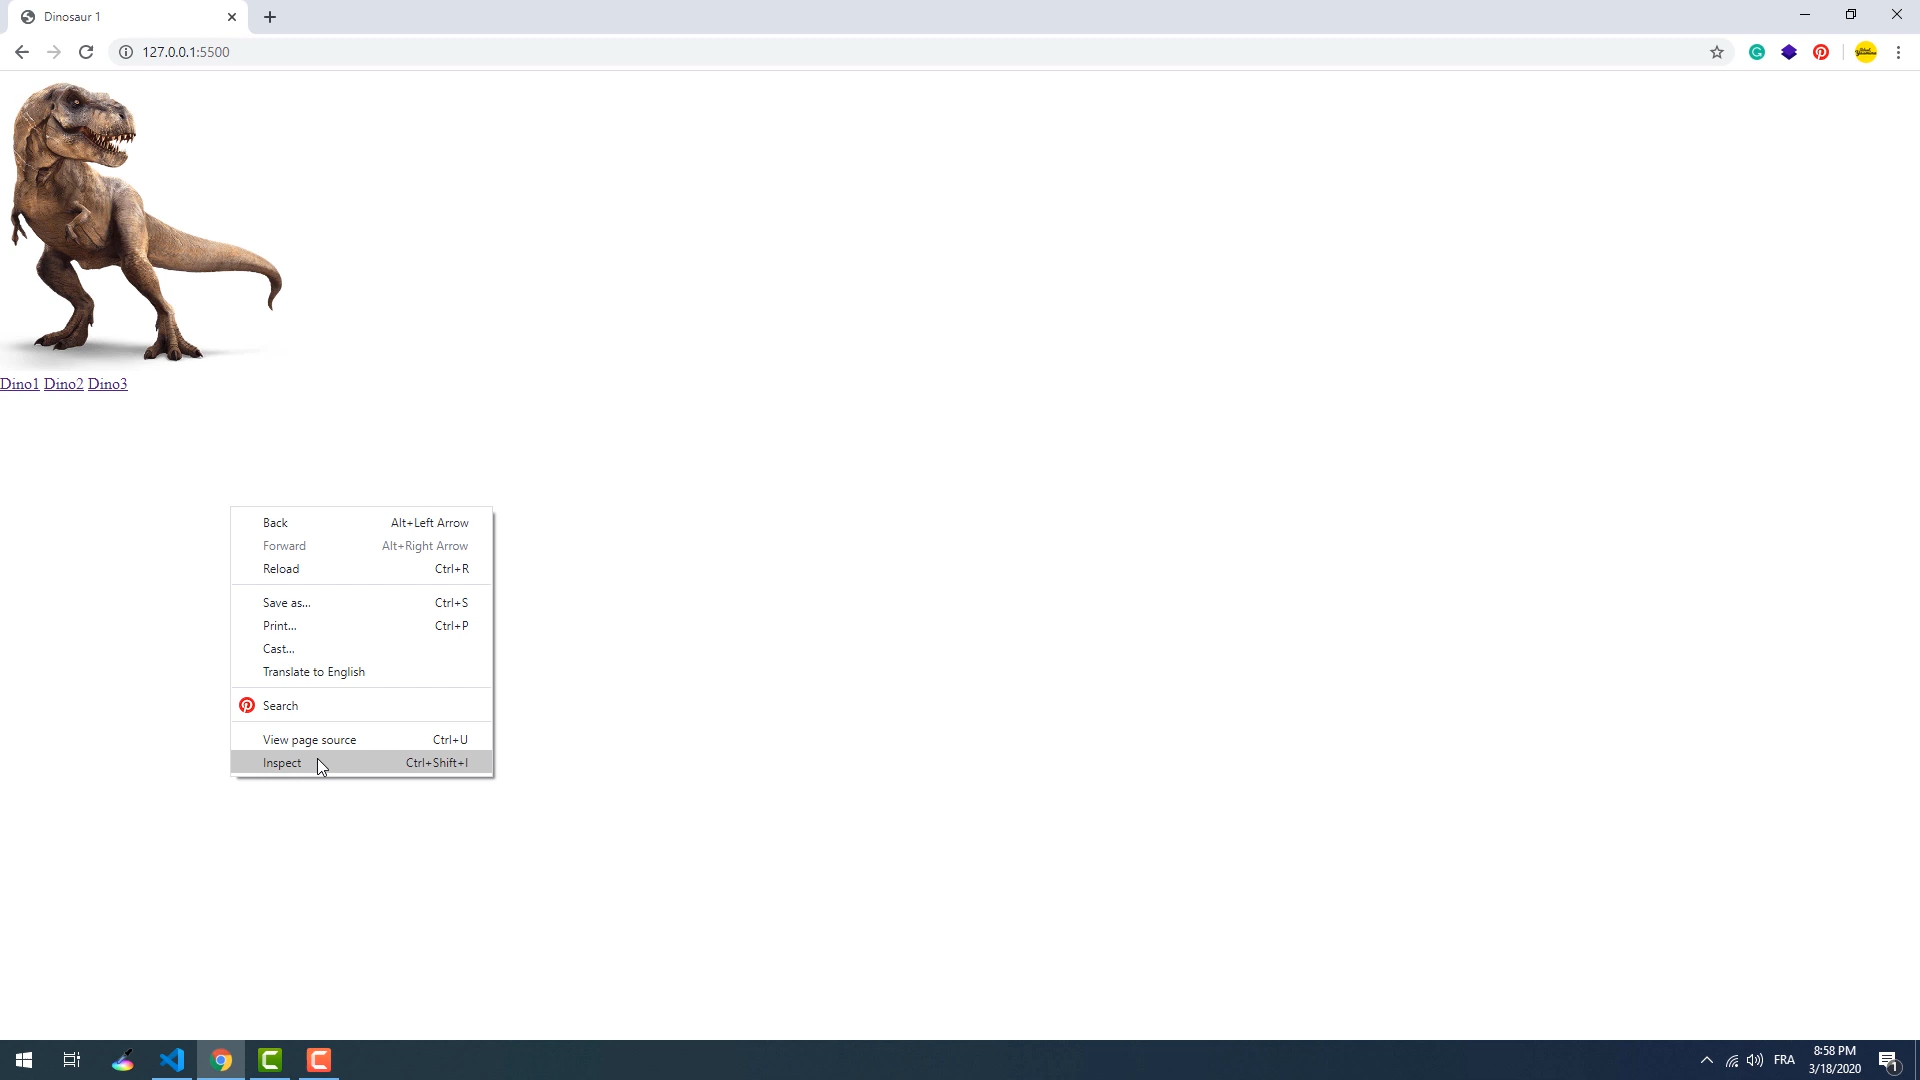 Dinosaur 1
127.0.0.1:5500
Dino1 Dino2 Dino3
Back Alt+Left Arrow
Forward Alt+Right Arrow
Reload Ctrl+R
Save as... Ctrl+S
Print... Ctrl+P
Cast...
Translate to English
Search
View page source Ctrl+U
Inspect Ctrl+Shift+I
FRA
8:58 PM
3/18/2020
1